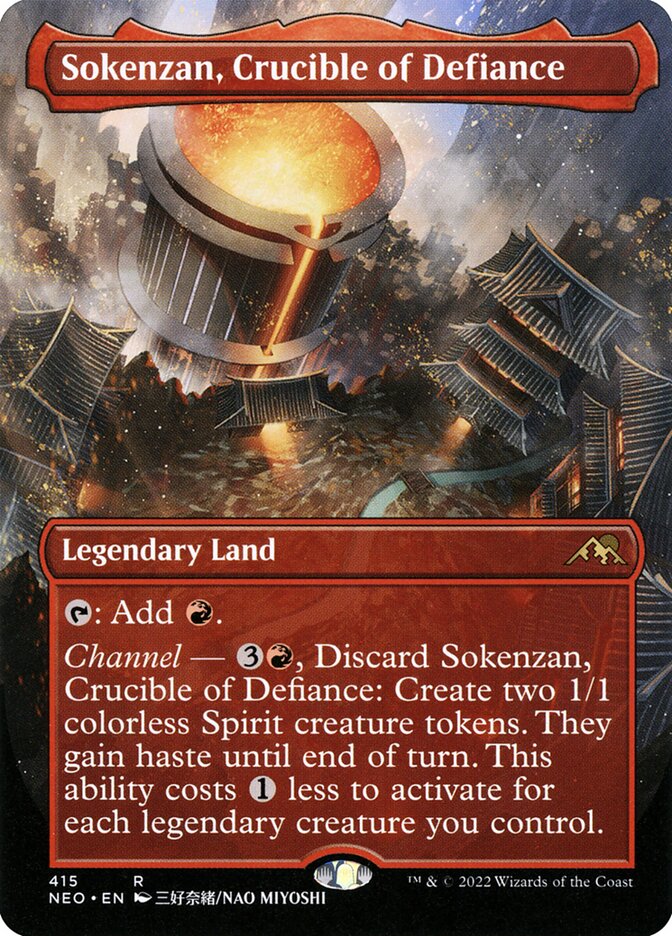 Sokenzan, Crucible of Defiance
Legendary Land
: Add .
Channel — 3, Discard Sokenzan,
Crucible of Defiance: Create two 1/1
colorless Spirit creature tokens. They
gain haste until end of turn. This
ability costs 1 less to activate for
each legendary creature you control.
415 R
NEO • EN 三好奈緒/NAO MIYOSHI
™ & © 2022 Wizards of the Coast